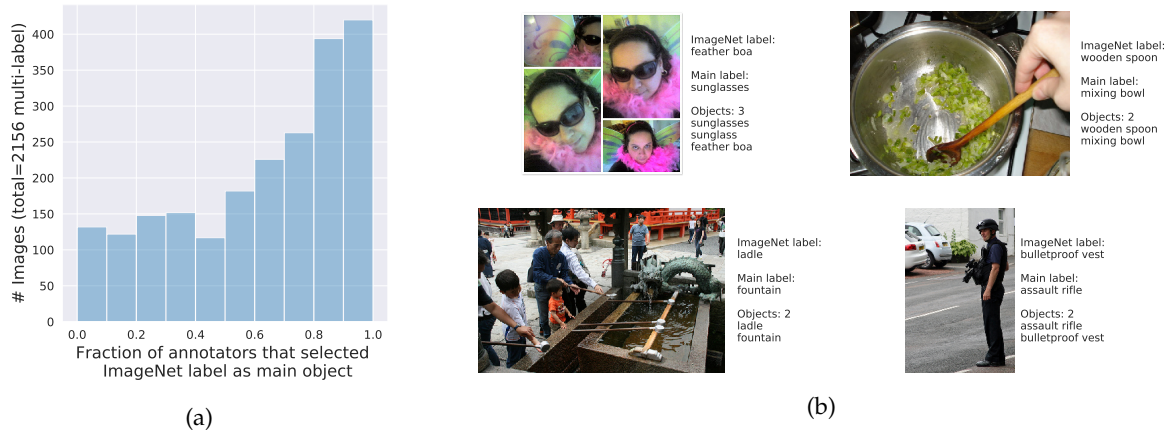 # Images (total=2156 multi-label)
400
350
300
250
200
150
100
50
0
0.0 0.2 0.4 0.6 0.8 1.0
Fraction of annotators that selected
ImageNet label as main object
(a)
ImageNet label:
feather boa
Main label:
sunglasses
Objects: 3
sunglasses
sunglass
feather boa
ImageNet label:
wooden spoon
Main label:
mixing bowl
Objects: 2
wooden spoon
mixing bowl
ImageNet label:
ladle
Main label:
fountain
Objects: 2
ladle
fountain
ImageNet label:
bulletproof vest
Main label:
assault rifle
Objects: 2
assault rifle
bulletproof vest
(b)